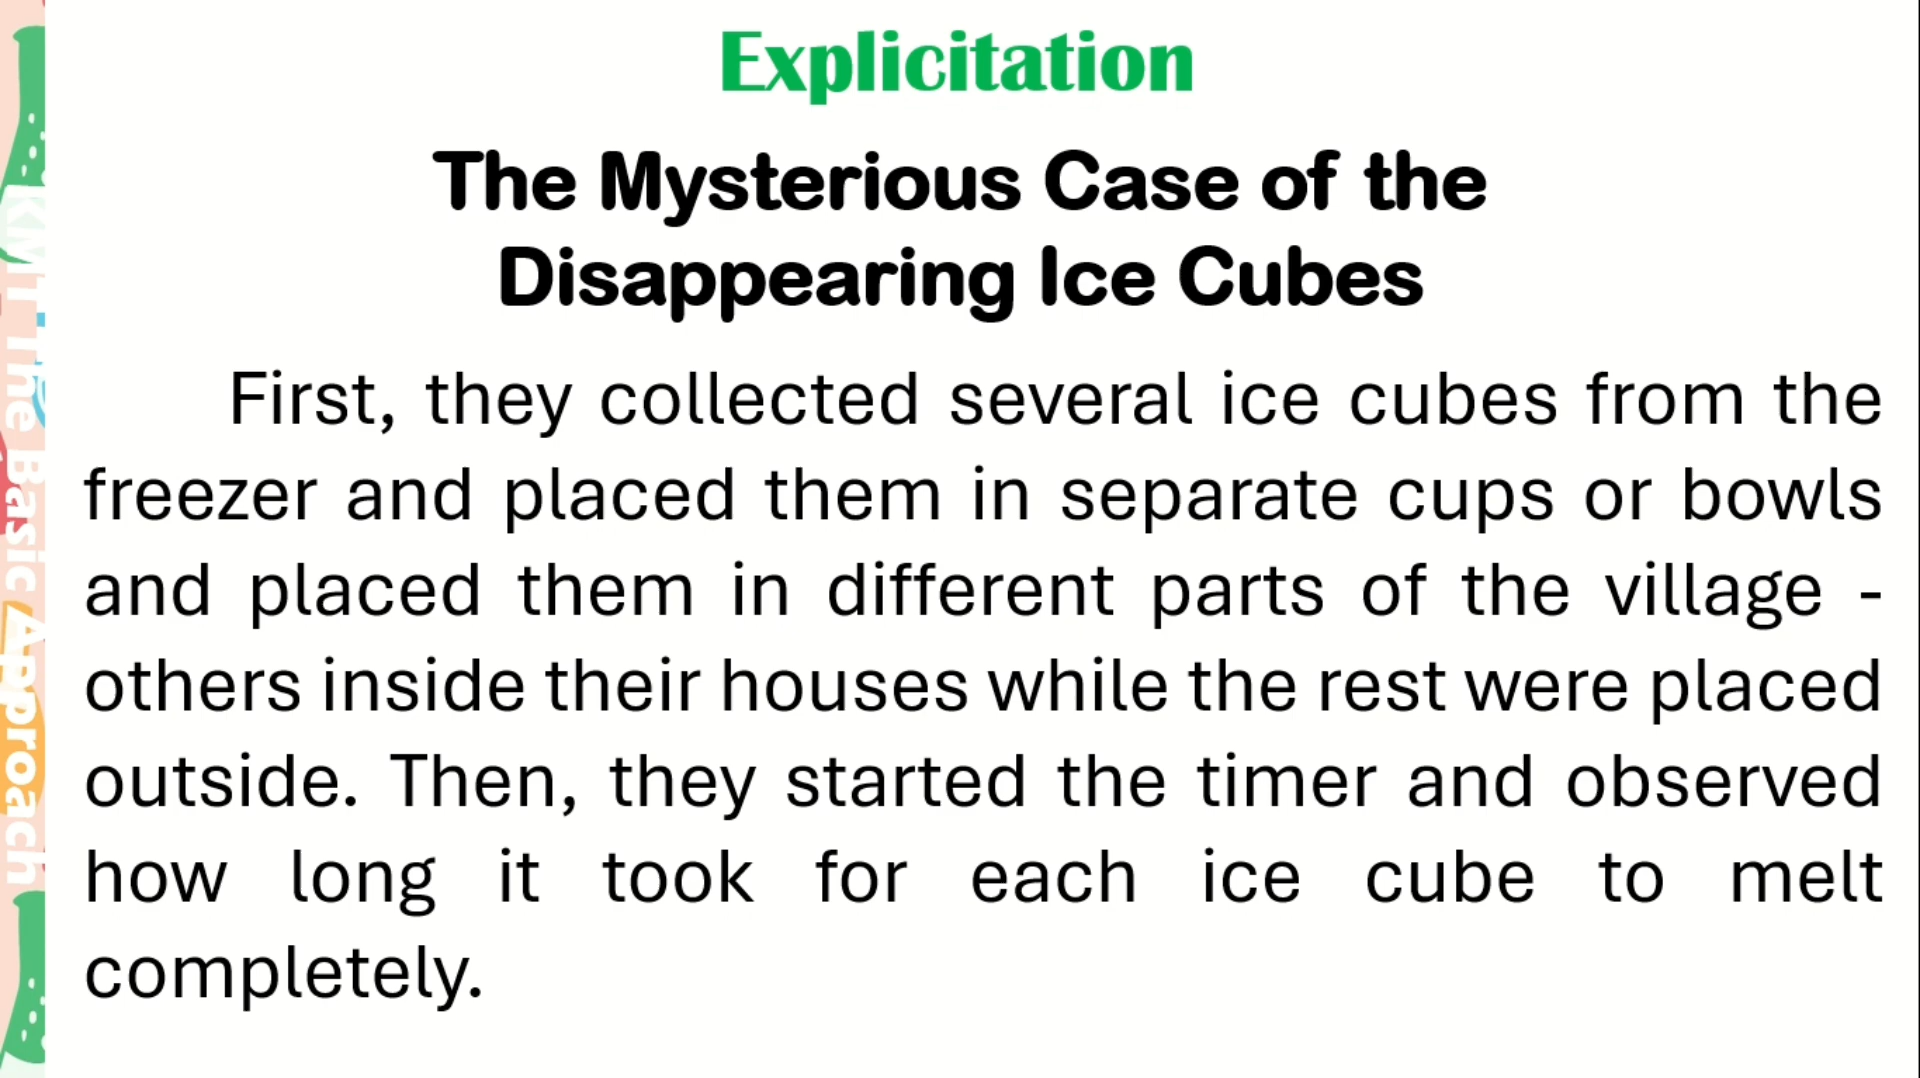 Explicitation
The Mysterious Case of the
Disappearing Ice Cubes
First, they collected several ice cubes from the
freezer and placed them in separate cups or bowls
and placed them in different parts of the village -
others inside their houses while the rest were placed
outside. Then, they started the timer and observed
how long it took for each ice cube to melt
completely.
The Basic Approach